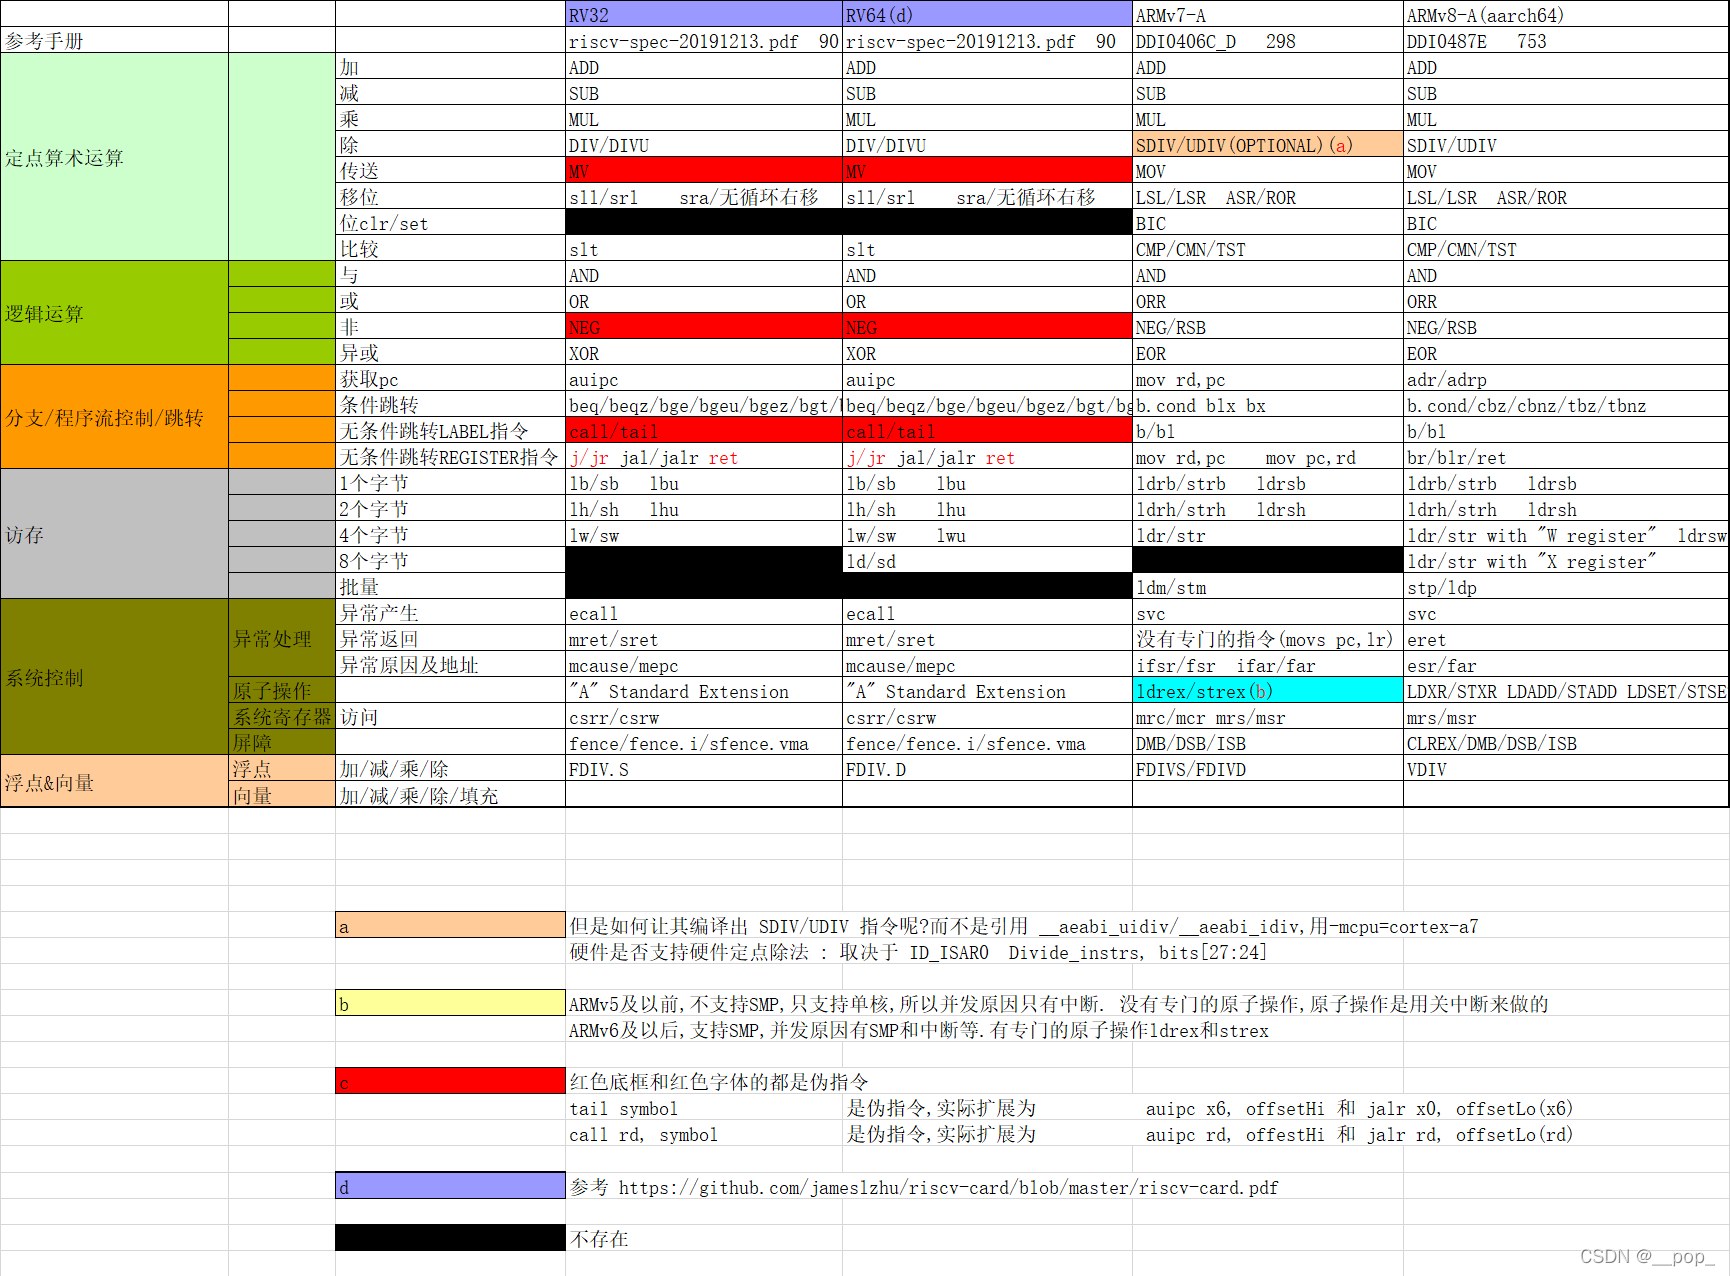 RV32 RV64(d) ARMv7-A ARMv8-A(aarch64)
参考手册 riscv-spec-20191213.pdf 90 riscv-spec-20191213.pdf 90 DDI0406C_D 298 DDI0487E 753
定点算术运算
加 ADD ADD ADD ADD
减 SUB SUB SUB SUB
乘 MUL MUL MUL MUL
除 DIV/DIVU DIV/DIVU SDIV/UDIV(OPTIONAL)(a) SDIV/UDIV
传送 MV MV MOV MOV
移位 sll/srl sra/无循环右移 sll/srl sra/无循环右移 LSL/LSR ASR/ROR LSL/LSR ASR/ROR
位clr/set BIC BIC
比较 slt slt CMP/CMN/TST CMP/CMN/TST
逻辑运算
与 AND AND AND AND
或 OR OR ORR ORR
非 NEG NEG NEG/RSB NEG/RSB
异或 XOR XOR EOR EOR
分支/程序流控制/跳转
获取pc auipc auipc mov rd,pc adr/adrp
条件跳转 beq/beqz/bge/bgeu/bgez/bgt/ beq/beqz/bge/bgeu/bgez/bgt/bg b.cond blx bx b.cond/cbz/cbnz/tbz/tbnz
无条件跳转LABEL指令 call/tail call/tail b/bl b/bl
无条件跳转REGISTER指令 j/jr jal/jalr ret j/jr jal/jalr ret mov rd,pc mov pc,rd br/blr/ret
访存
1个字节 lb/sb lbu lb/sb lbu ldrb/strb ldrsb ldrb/strb ldrsb
2个字节 lh/sh lhu lh/sh lhu ldrh/strh ldrsh ldrh/strh ldrsh
4个字节 lw/sw lw/sw lwu ldr/str ldr/str with "W register" ldrsw
8个字节 ld/sd ldr/str with "X register"
批量 ldm/stm stp/ldp
系统控制
异常处理
异常产生 ecall ecall svc svc
异常返回 mret/sret mret/sret 没有专门的指令(movs pc,lr) eret
异常原因及地址 mcause/mepc mcause/mepc ifsr/fsr ifar/far esr/far
原子操作 "A" Standard Extension "A" Standard Extension ldrex/strex(b) LDXR/STXR LDADD/STADD LDSET/STSE
系统寄存器 访问 csrr/csrw csrr/csrw mrc/mcr mrs/msr mrs/msr
屏障 fence/fence.i/sfence.vma fence/fence.i/sfence.vma DMB/DSB/ISB CLREX/DMB/DSB/ISB
浮点&向量
浮点 加/减/乘/除 FDIV.S FDIV.D FDIVS/FDIVD VDIV
向量 加/减/乘/除/填充
a 但是如何让其编译出 SDIV/UDIV 指令呢?而不是引用 __aeabi_uidiv/__aeabi_idiv,用-mcpu=cortex-a7
硬件是否支持硬件定点除法 : 取决于 ID_ISAR0 Divide_instrs, bits[27:24]
b ARMv5及以前,不支持SMP,只支持单核,所以并发原因只有中断. 没有专门的原子操作,原子操作是用关中断来做的
ARMv6及以后,支持SMP,并发原因有SMP和中断等.有专门的原子操作ldrex和strex
c 红色底框和红色字体的都是伪指令
tail symbol 是伪指令,实际扩展为 auipc x6, offsetHi 和 jalr x0, offsetLo(x6)
call rd, symbol 是伪指令,实际扩展为 auipc rd, offestHi 和 jalr rd, offsetLo(rd)
d 参考 https://github.com/jameslzhu/riscv-card/blob/master/riscv-card.pdf
不存在
CSDN @__pop_